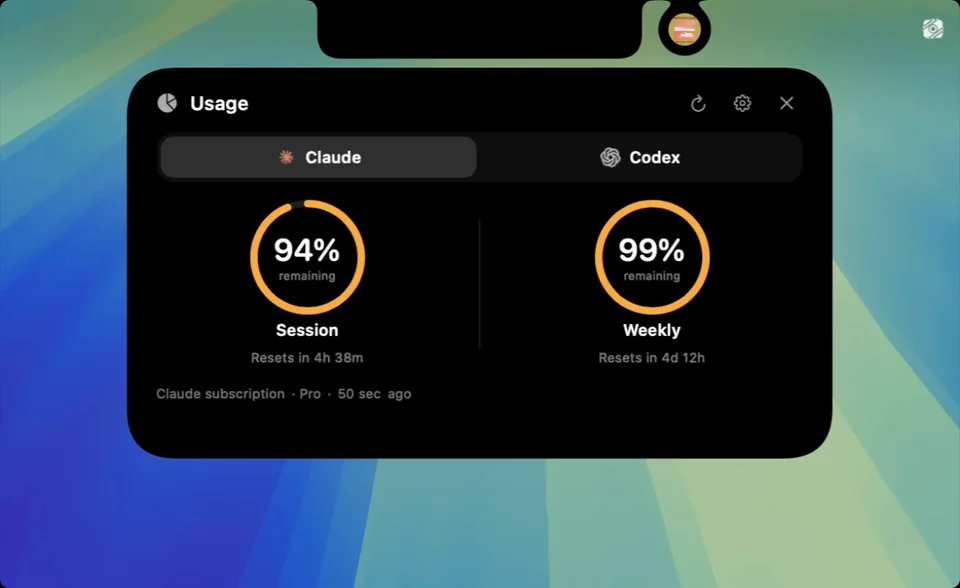 Usage
Claude
Codex
94%
remaining
Session
Resets in 4h 38m
99%
remaining
Weekly
Resets in 4d 12h
Claude subscription · Pro · 50 sec ago